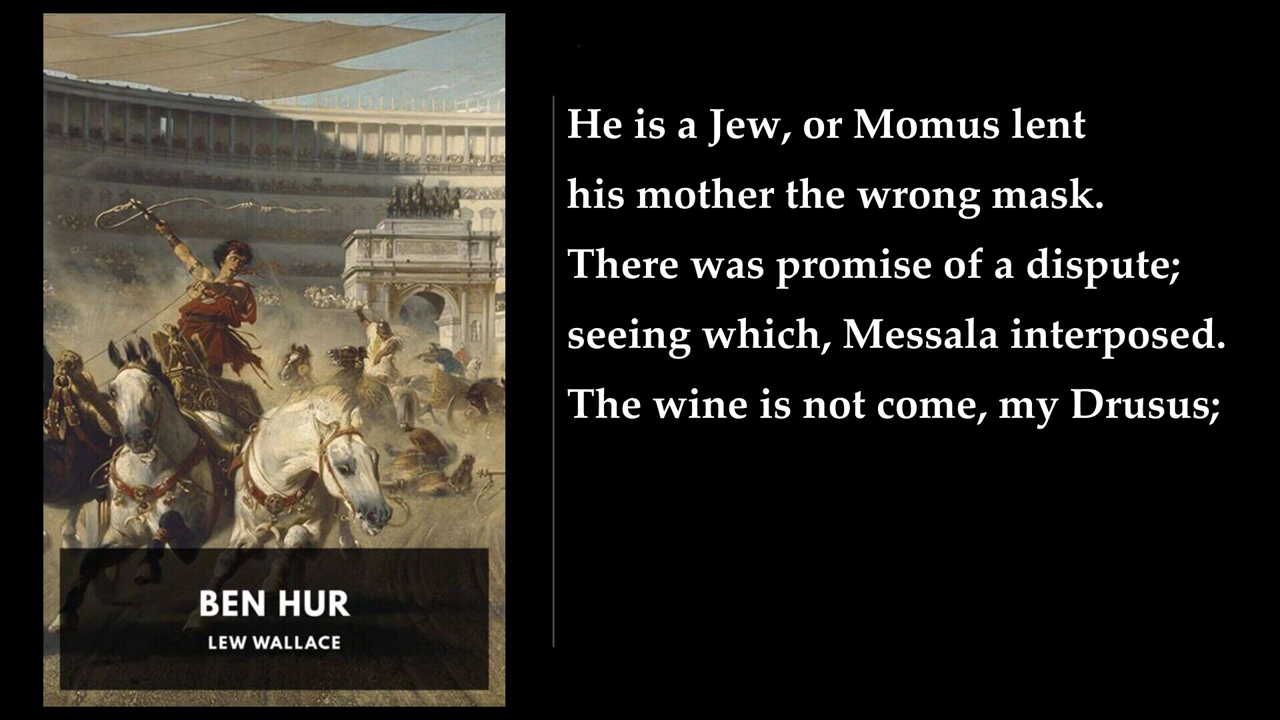 He is a Jew, or Momus lent
his mother the wrong mask.
There was promise of a dispute;
seeing which, Messala interposed.
The wine is not come, my Drusus;
BEN HUR
LEW WALLACE